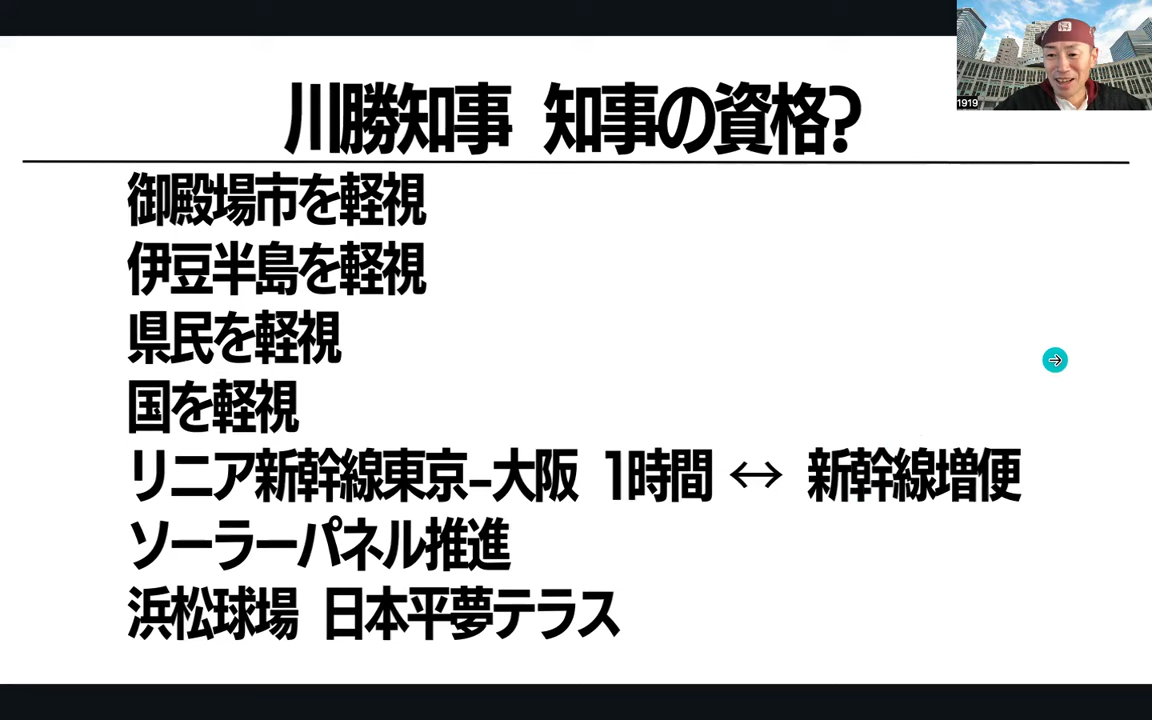 川勝知事 知事の資格?
御殿場市を軽視
伊豆半島を軽視
県民を軽視
国を軽視
リニア新幹線東京–大阪 1時間 ↔ 新幹線増便
ソーラーパネル推進
浜松球場 日本平夢テラス
1919